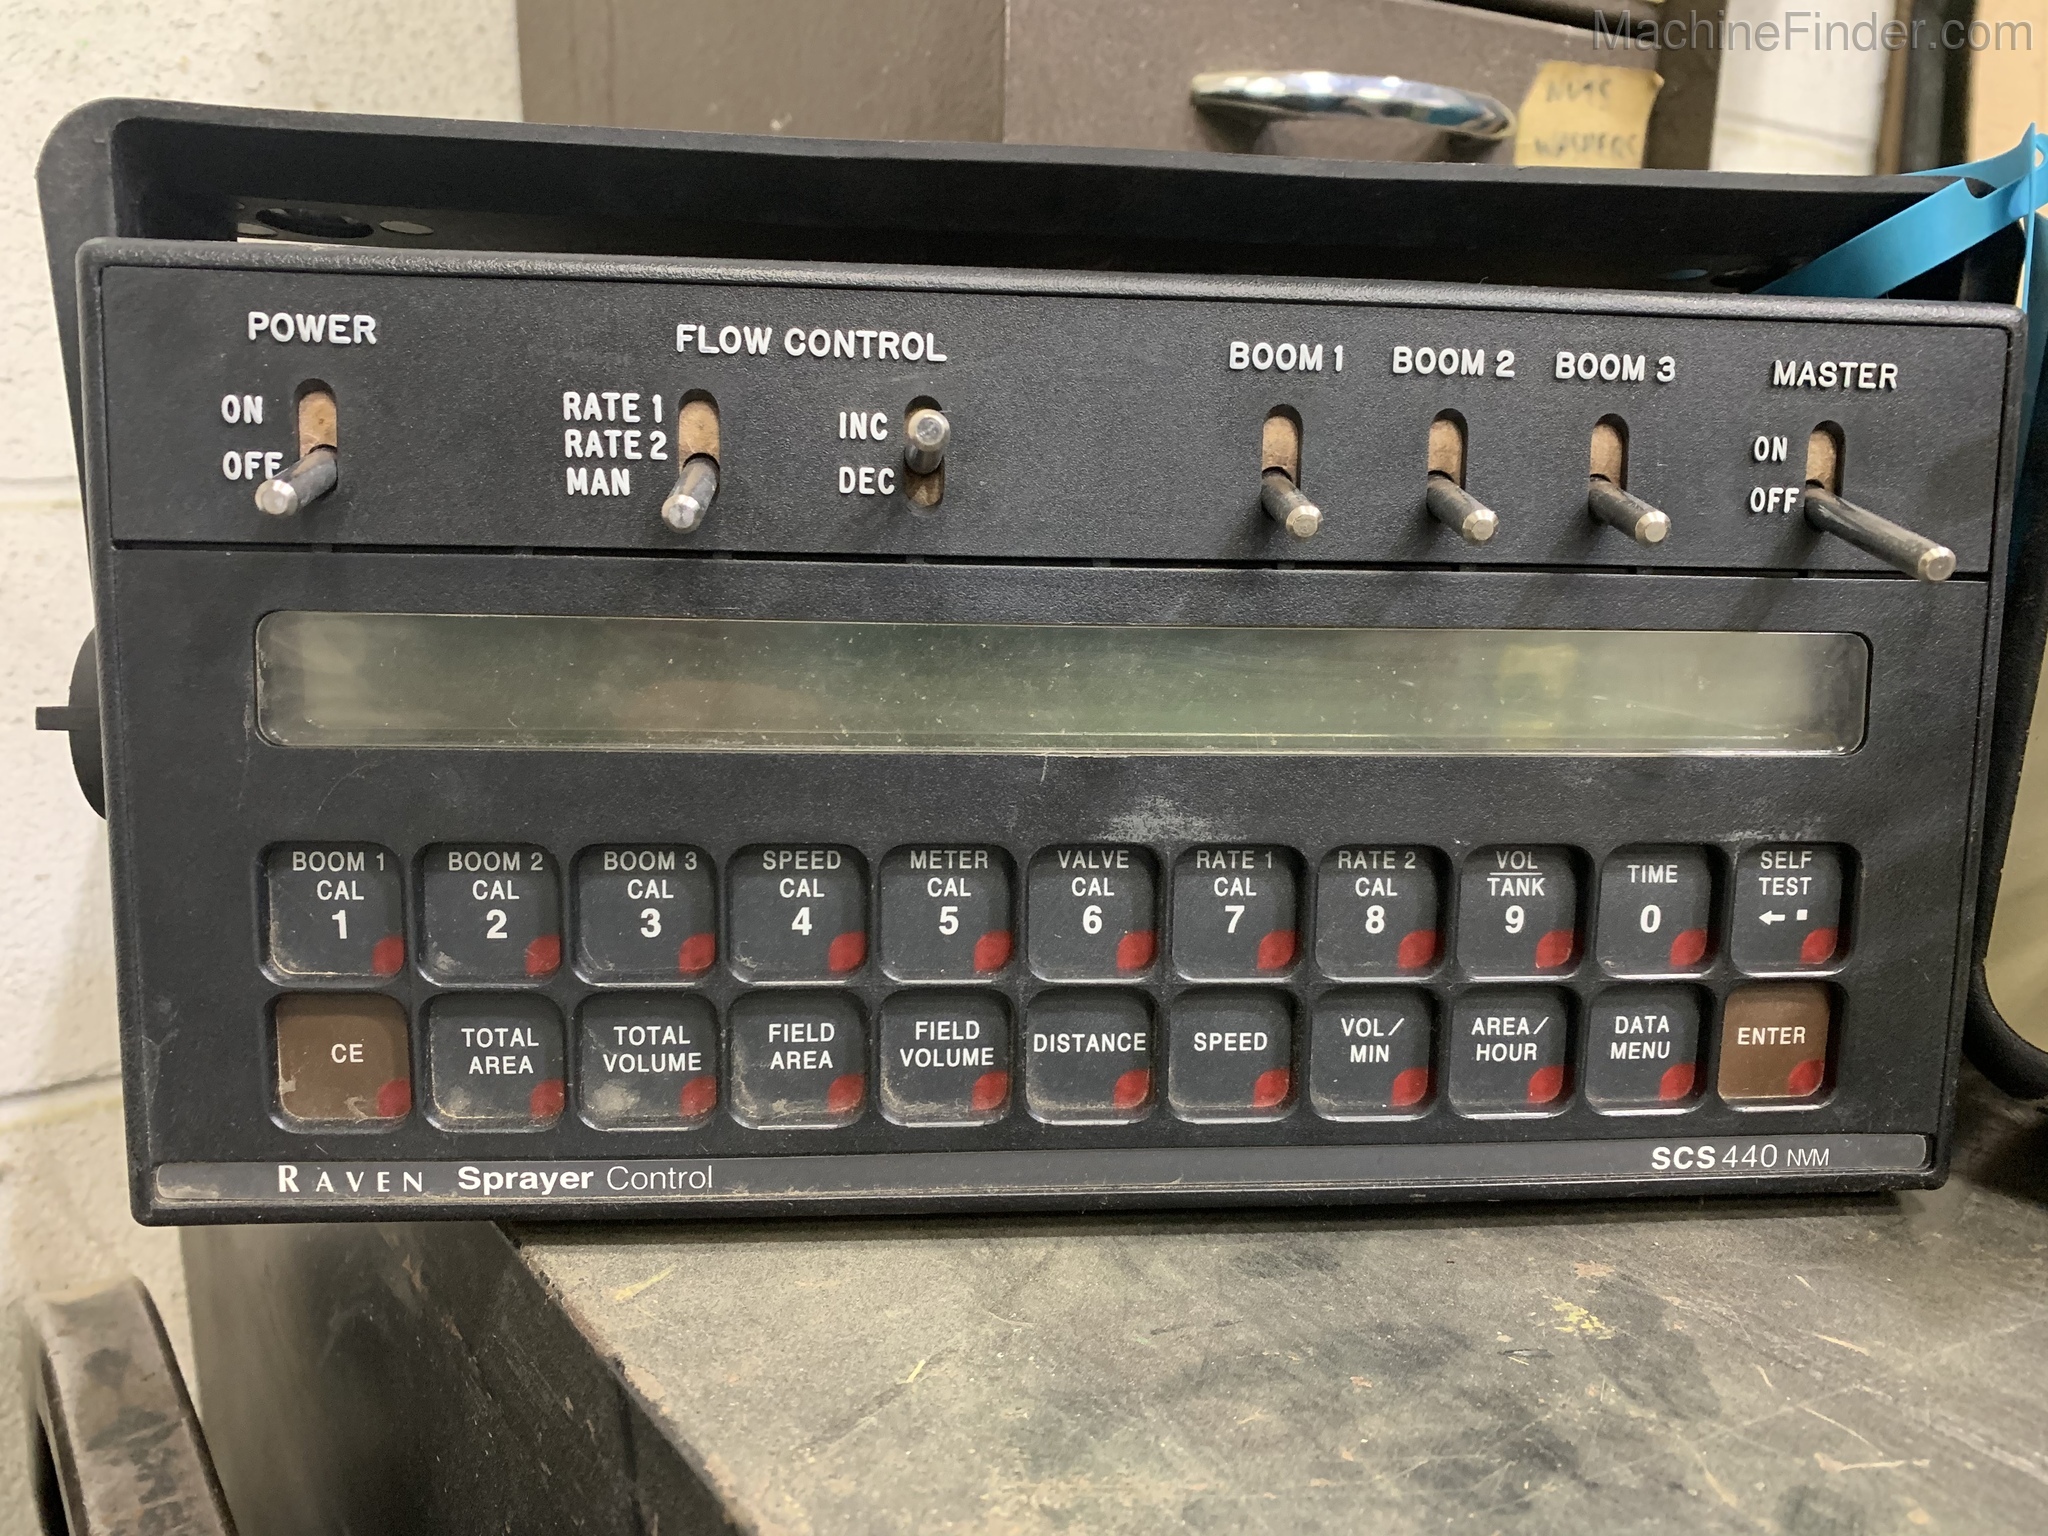 MachineFinder.com
NUTS
WASHERS
POWER
ON
OFF
FLOW CONTROL
RATE 1
RATE 2
MAN
INC
DEC
BOOM 1
BOOM 2
BOOM 3
MASTER
ON
OFF
BOOM 1
CAL
1
BOOM 2
CAL
2
BOOM 3
CAL
3
SPEED
CAL
4
METER
CAL
5
VALVE
CAL
6
RATE 1
CAL
7
RATE 2
CAL
8
VOL
TANK
9
TIME
0
SELF
TEST
←
CE
TOTAL
AREA
TOTAL
VOLUME
FIELD
AREA
FIELD
VOLUME
DISTANCE
SPEED
VOL/
MIN
AREA/
HOUR
DATA
MENU
ENTER
RAVEN Sprayer Control
SCS 440 NVM